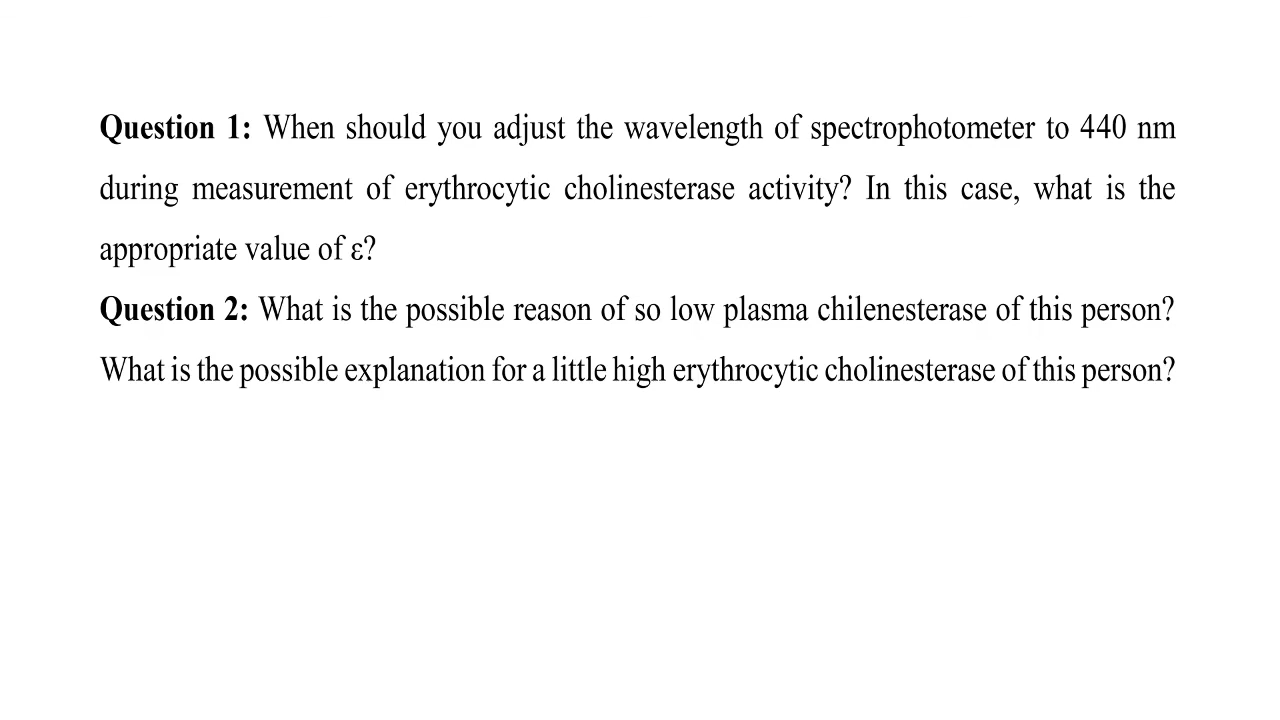 Question 1: When should you adjust the wavelength of spectrophotometer to 440 nm
during measurement of erythrocytic cholinesterase activity? In this case, what is the
appropriate value of ε?
Question 2: What is the possible reason of so low plasma chilenesterase of this person?
What is the possible explanation for a little high erythrocytic cholinesterase of this person?